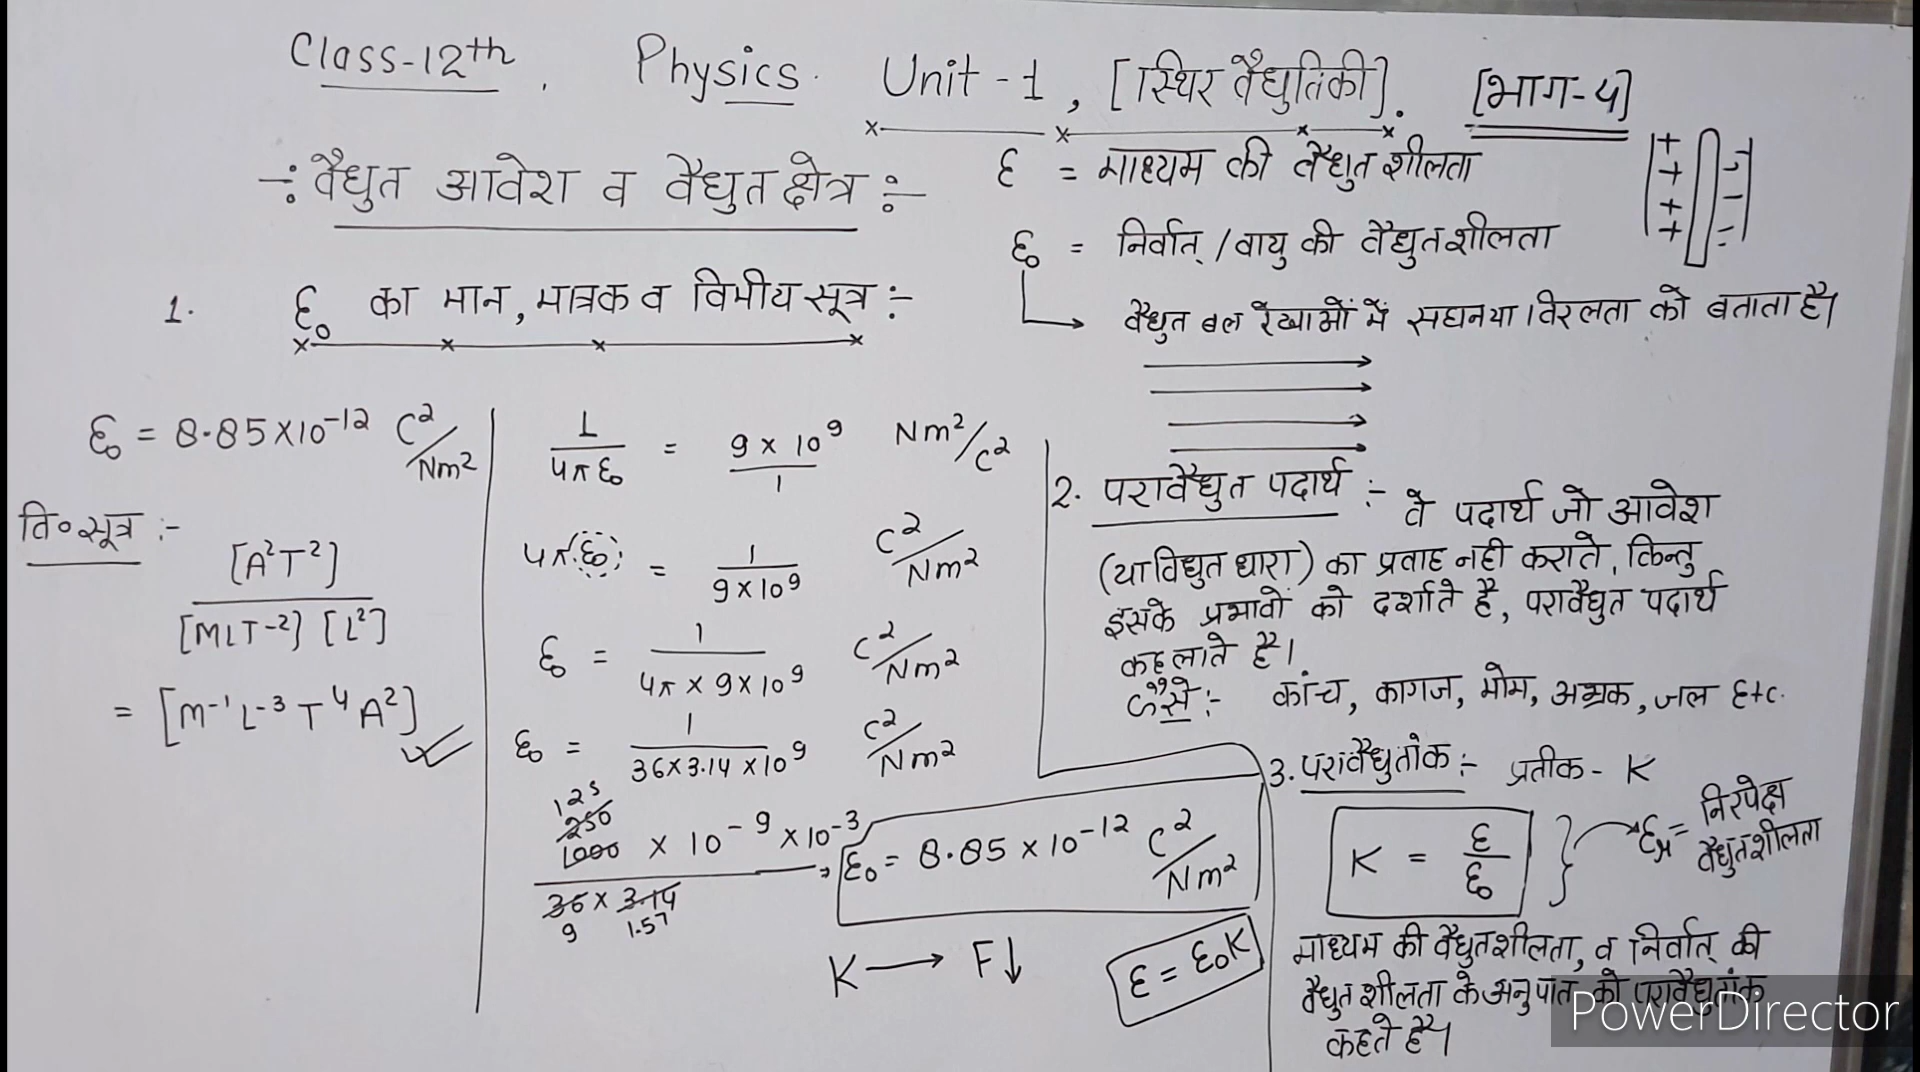 Class-12th, Physics. Unit-1, [स्थिर वैधुतिकी]. [भाग-4]
-: वैधुत आवेश व वैधुत क्षेत्र :-
ε = माध्यम की वैधुत शीलता
ε₀ = निर्वात् / वायु की वैधुतशीलता
वैधुत बल रेखाओं में सघन या विरलता को बताता है।
+ + + +
- - - -
1. ε₀ का मान, मात्रक व विमीय सूत्र :-
ε₀ = 8.85×10⁻¹² C²/Nm²
वि० सूत्र :-
[A²T²]
[MLT⁻²] [L²]
= [M⁻¹L⁻³T⁴A²]
1/4πε₀ = 9×10⁹/1 Nm²/C²
4π(ε₀) = 1/9×10⁹ C²/Nm²
ε₀ = 1/4π×9×10⁹ C²/Nm²
ε₀ = 1/36×3.14×10⁹ C²/Nm²
125
250
1000 × 10⁻⁹ × 10⁻³
36 × 3.14
9 1.57
ε₀ = 8.85×10⁻¹² C²/Nm²
K → F↓
ε = ε₀K
2. परावैधुत पदार्थ :- वे पदार्थ जो आवेश
(या विधुत धारा) का प्रवाह नही कराते, किन्तु
इसके प्रभावों को दर्शाते है, परावैधुत पदार्थ
कहलाते है।
जैसे :- कांच, कागज, मोम, अभ्रक, जल Etc.
3. परावैधुतांक :- प्रतीक - K
K = ε/ε₀
εᵣ = निरपेक्ष
वैधुतशीलता
माध्यम की वैधुतशीलता, व निर्वात् की
वैधुत शीलता के अनुपात को परावैधुतांक
कहते है।
PowerDirector